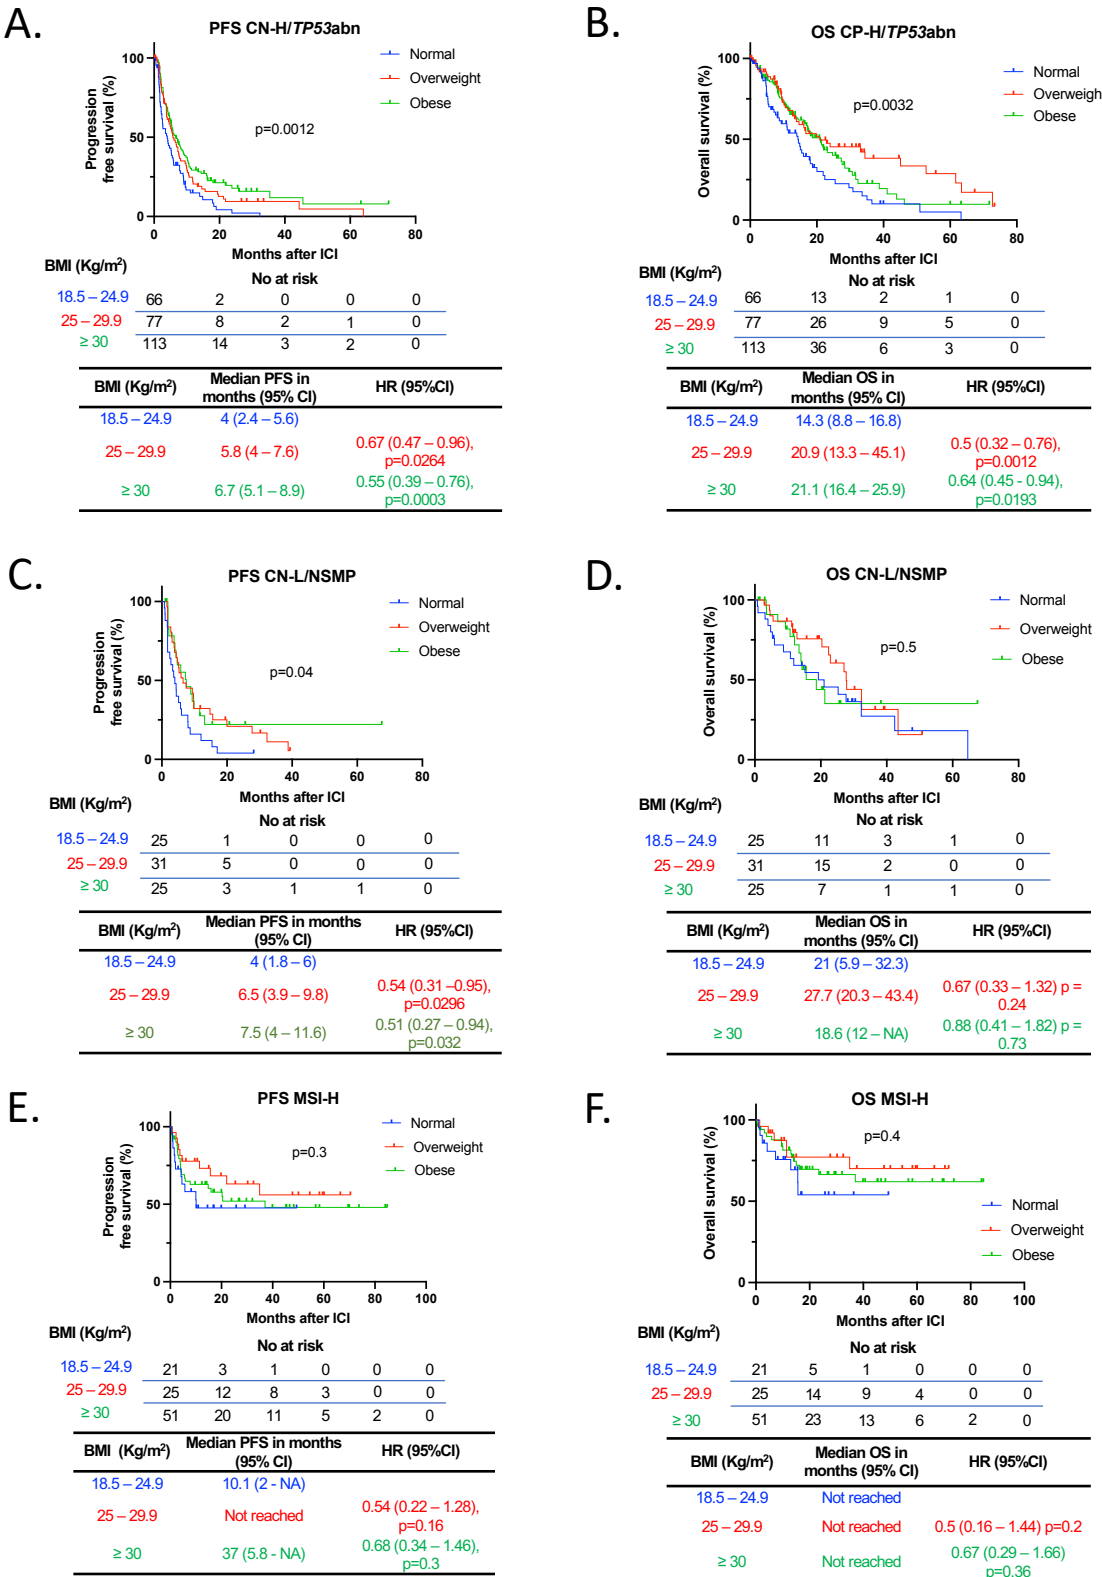 A.
PFS CN-H/TP53abn
Progression
free survival (%)
100
50
0
0 20 40 60 80
Months after ICI
Normal
Overweight
Obese
p=0.0012
BMI (Kg/m²)
No at risk
18.5 – 24.9 66 2 0 0 0
25 – 29.9 77 8 2 1 0
≥ 30 113 14 3 2 0
BMI (Kg/m²) Median PFS in months (95% CI) HR (95%CI)
18.5 – 24.9 4 (2.4 – 5.6)
25 – 29.9 5.8 (4 – 7.6) 0.67 (0.47 – 0.96), p=0.0264
≥ 30 6.7 (5.1 – 8.9) 0.55 (0.39 – 0.76), p=0.0003
B.
OS CP-H/TP53abn
Overall survival (%)
100
50
0
0 20 40 60 80
Months after ICI
Normal
Overweigh
Obese
p=0.0032
BMI (Kg/m²)
No at risk
18.5 – 24.9 66 13 2 1 0
25 – 29.9 77 26 9 5 0
≥ 30 113 36 6 3 0
BMI (Kg/m²) Median OS in months (95% CI) HR (95%CI)
18.5 – 24.9 14.3 (8.8 – 16.8)
25 – 29.9 20.9 (13.3 – 45.1) 0.5 (0.32 – 0.76), p=0.0012
≥ 30 21.1 (16.4 – 25.9) 0.64 (0.45 - 0.94), p=0.0193
C.
PFS CN-L/NSMP
Progression
free survival (%)
100
50
0
0 20 40 60 80
Months after ICI
Normal
Overweight
Obese
p=0.04
BMI (Kg/m²)
No at risk
18.5 – 24.9 25 1 0 0 0
25 – 29.9 31 5 0 0 0
≥ 30 25 3 1 1 0
BMI (Kg/m²) Median PFS in months (95% CI) HR (95%CI)
18.5 – 24.9 4 (1.8 – 6)
25 – 29.9 6.5 (3.9 – 9.8) 0.54 (0.31 –0.95), p=0.0296
≥ 30 7.5 (4 – 11.6) 0.51 (0.27 – 0.94), p=0.032
D.
OS CN-L/NSMP
Overall survival (%)
100
50
0
0 20 40 60 80
Months after ICI
Normal
Overweight
Obese
p=0.5
BMI (Kg/m²)
No at risk
18.5 – 24.9 25 11 3 1 0
25 – 29.9 31 15 2 0 0
≥ 30 25 7 1 1 0
BMI (Kg/m²) Median OS in months (95% CI) HR (95%CI)
18.5 – 24.9 21 (5.9 – 32.3)
25 – 29.9 27.7 (20.3 – 43.4) 0.67 (0.33 – 1.32) p = 0.24
≥ 30 18.6 (12 – NA) 0.88 (0.41 – 1.82) p = 0.73
E.
PFS MSI-H
Progression
free survival (%)
100
50
0
0 20 40 60 80 100
Months after ICI
Normal
Overweight
Obese
p=0.3
BMI (Kg/m²)
No at risk
18.5 – 24.9 21 3 1 0 0 0
25 – 29.9 25 12 8 3 0 0
≥ 30 51 20 11 5 2 0
BMI (Kg/m²) Median PFS in months (95% CI) HR (95%CI)
18.5 – 24.9 10.1 (2 - NA)
25 – 29.9 Not reached 0.54 (0.22 – 1.28), p=0.16
≥ 30 37 (5.8 - NA) 0.68 (0.34 – 1.46), p=0.3
F.
OS MSI-H
Overall survival (%)
100
50
0
0 20 40 60 80 100
Months after ICI
Normal
Overweight
Obese
p=0.4
BMI (Kg/m²)
No at risk
18.5 – 24.9 21 5 1 0 0 0
25 – 29.9 25 14 9 4 0 0
≥ 30 51 23 13 6 2 0
BMI (Kg/m²) Median OS in months (95% CI) HR (95%CI)
18.5 – 24.9 Not reached
25 – 29.9 Not reached 0.5 (0.16 – 1.44) p=0.2
≥ 30 Not reached 0.67 (0.29 – 1.66) p=0.36